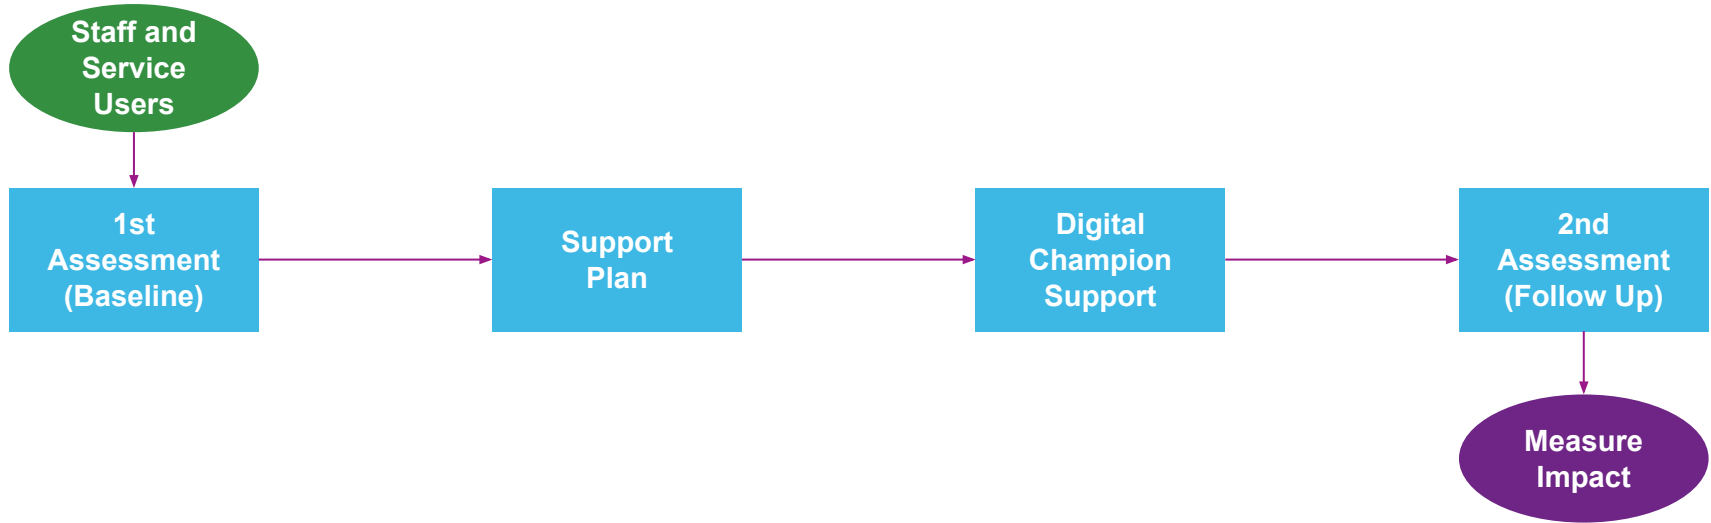 Staff and
Service
Users
1st
Assessment
(Baseline)
Support
Plan
Digital
Champion
Support
2nd
Assessment
(Follow Up)
Measure
Impact